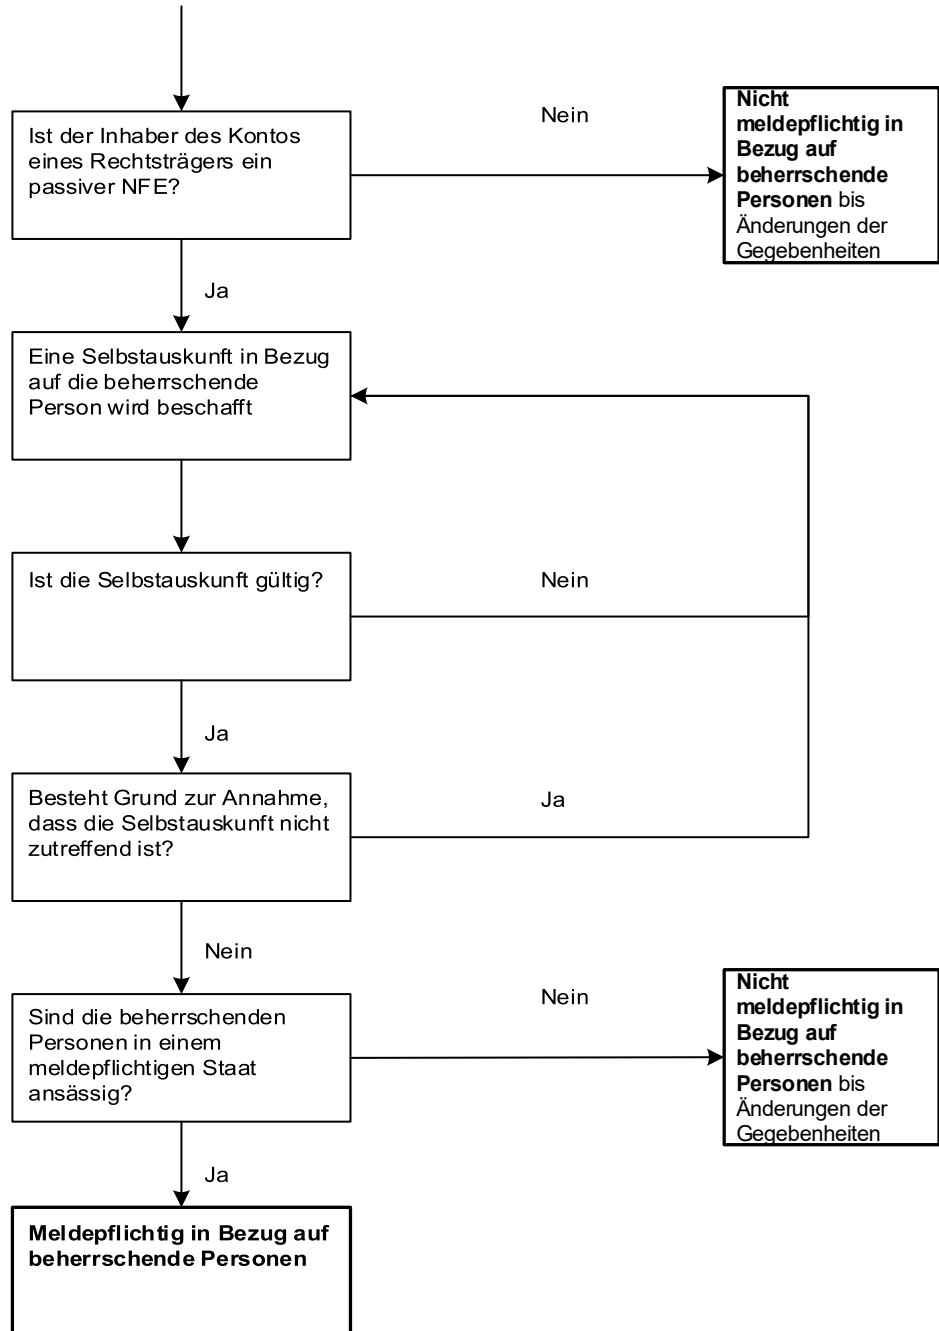 Ist der Inhaber des Kontos
eines Rechtsträgers ein
passiver NFE?
Nein
Nicht
meldepflichtig in
Bezug auf
beherrschende
Personen bis
Änderungen der
Gegebenheiten
Ja
Eine Selbstauskunft in Bezug
auf die beherrschende
Person wird beschafft
Ist die Selbstauskunft gültig?
Nein
Ja
Besteht Grund zur Annahme,
dass die Selbstauskunft nicht
zutreffend ist?
Ja
Nein
Sind die beherrschenden
Personen in einem
meldepflichtigen Staat
ansässig?
Nein
Nicht
meldepflichtig in
Bezug auf
beherrschende
Personen bis
Änderungen der
Gegebenheiten
Ja
Meldepflichtig in Bezug auf
beherrschende Personen